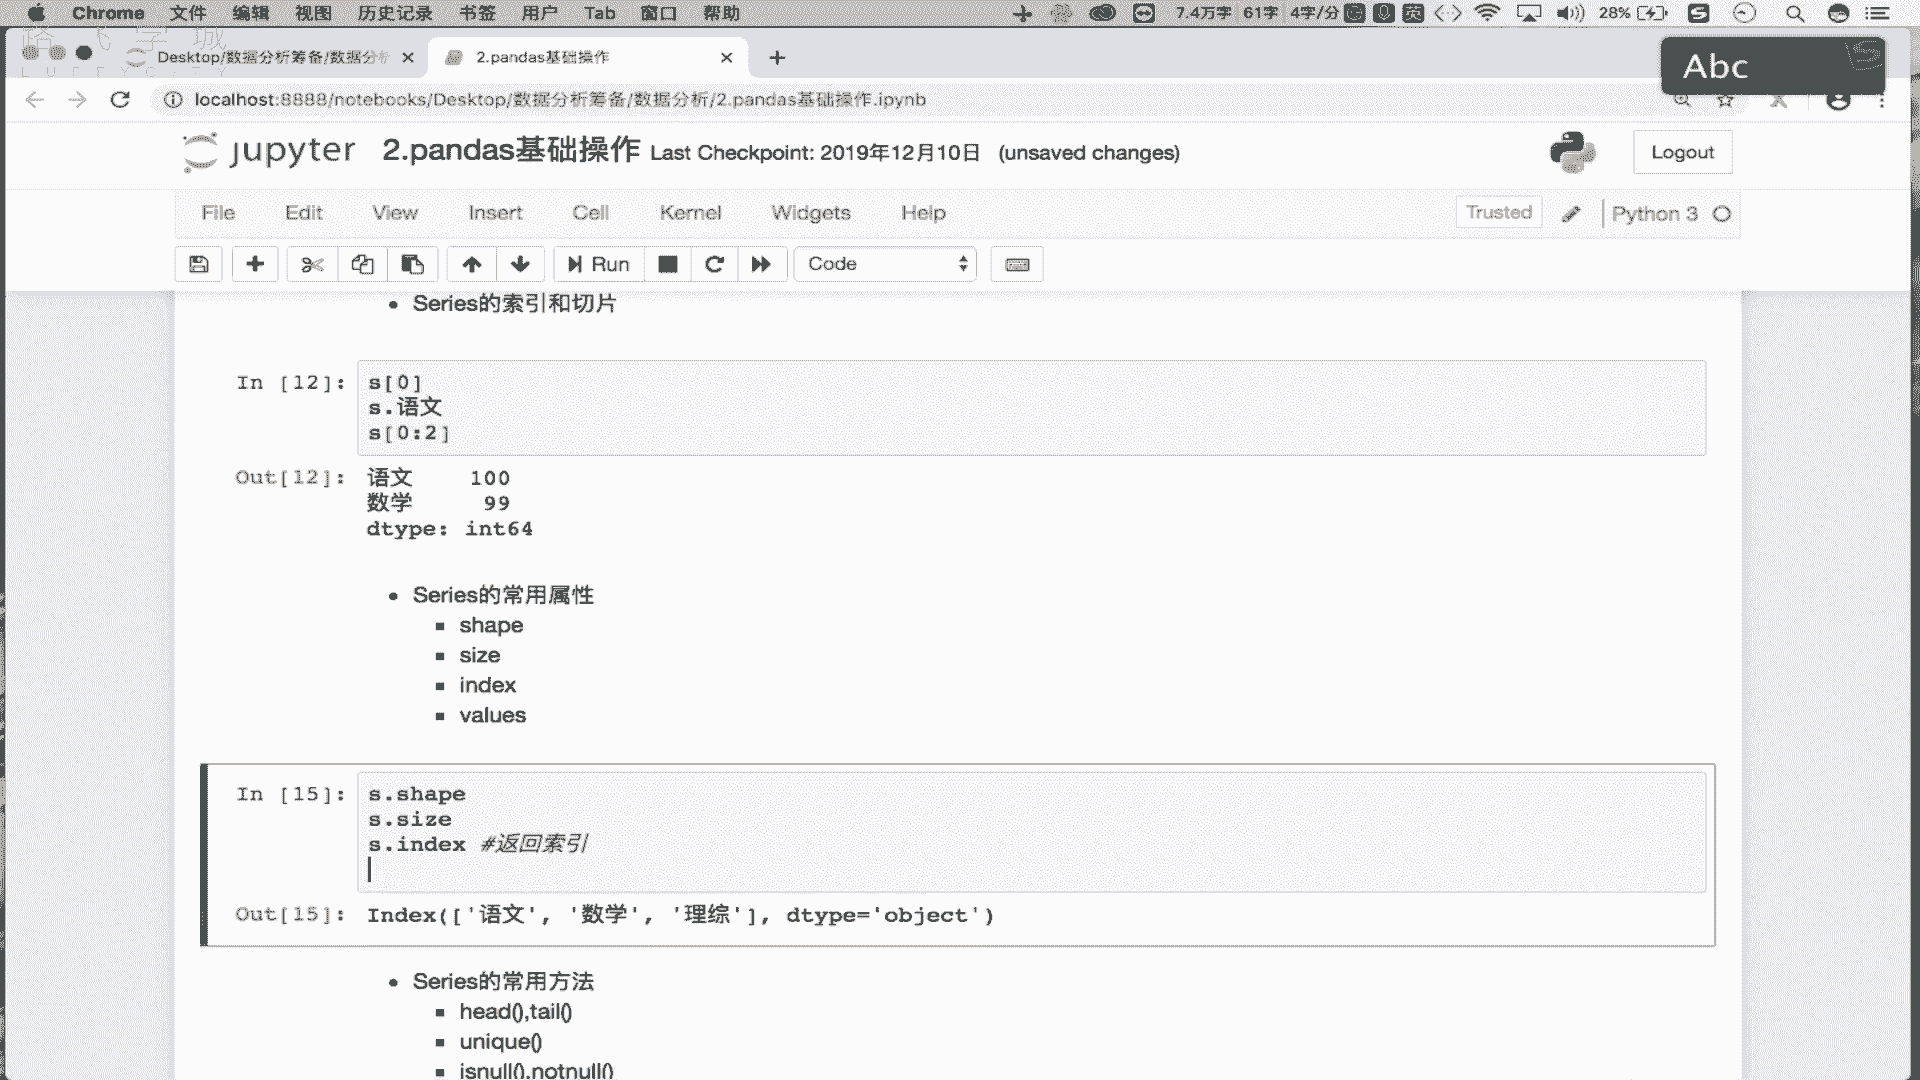 Chrome 文件 编辑 视图 历史记录 书签 用户 Tab 窗口 帮助 7.4万字 61字 4字/分 英 28%
Desktop/数据分析筹备/数据分析
2.pandas基础操作
Abc
localhost:8888/notebooks/Desktop/数据分析筹备/数据分析/2.pandas基础操作.ipynb
jupyter 2.pandas基础操作 Last Checkpoint: 2019年12月10日 (unsaved changes)
Logout
File Edit View Insert Cell Kernel Widgets Help Trusted Python 3
Run Code
• Series的索引和切片
In [12]: s[0]
s.语文
s[0:2]
Out[12]: 语文 100
数学 99
dtype: int64
• Series的常用属性
▪ shape
▪ size
▪ index
▪ values
In [15]: s.shape
s.size
s.index #返回索引
Out[15]: Index(['语文', '数学', '理综'], dtype='object')
• Series的常用方法
▪ head(),tail()
▪ unique()
▪ isnull(),notnull()